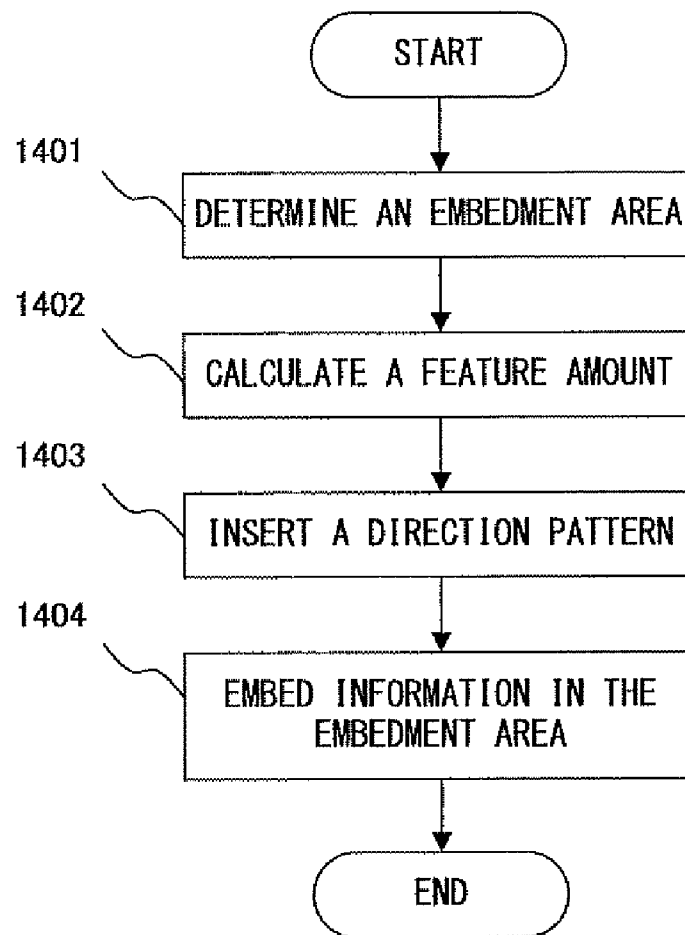 START
1401
DETERMINE AN EMBEDMENT AREA
1402
CALCULATE A FEATURE AMOUNT
1403
INSERT A DIRECTION PATTERN
1404
EMBED INFORMATION IN THE
EMBEDMENT AREA
END